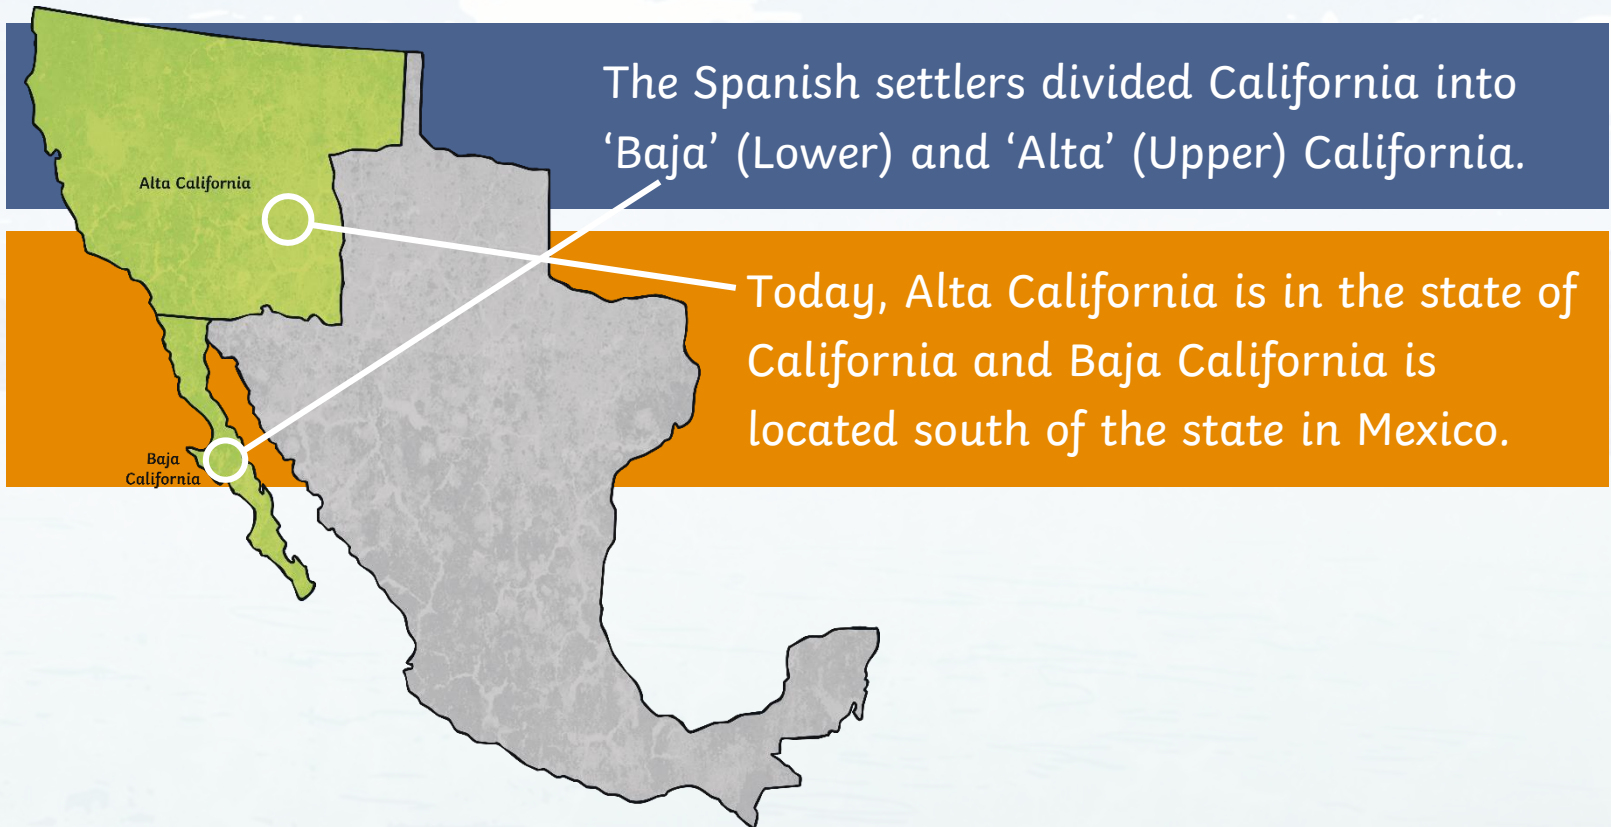 The Spanish settlers divided California into
‘Baja’ (Lower) and ‘Alta’ (Upper) California.
Alta California
Today, Alta California is in the state of
California and Baja California is
located south of the state in Mexico.
Baja
California